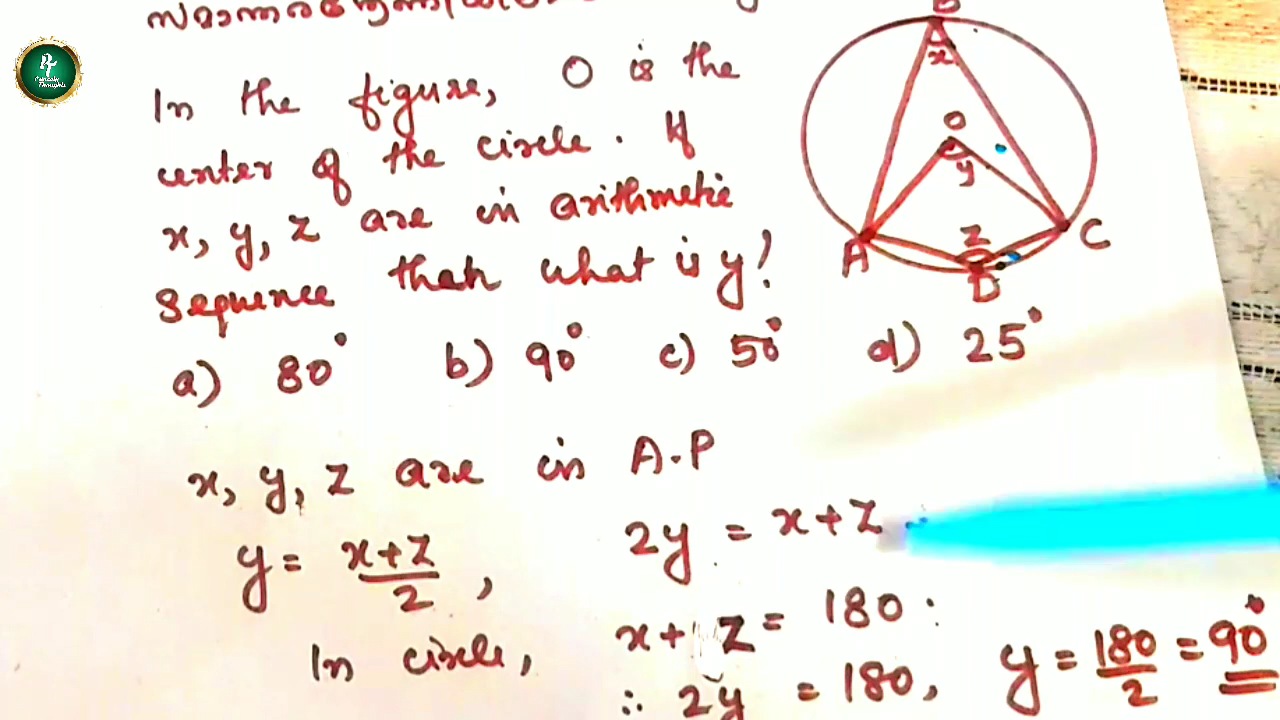 In the figure, O is the
center of the circle. If
x, y, z are in arithmetic
Sequence then what is y?
a) 80° b) 90° c) 50° d) 25°
B
x
O
y
A
z
C
D
x, y, z are in A.P
y = x+z/2, 2y = x+z
In circle, x+z = 180.
∴ 2y = 180, y = 180/2 = 90°